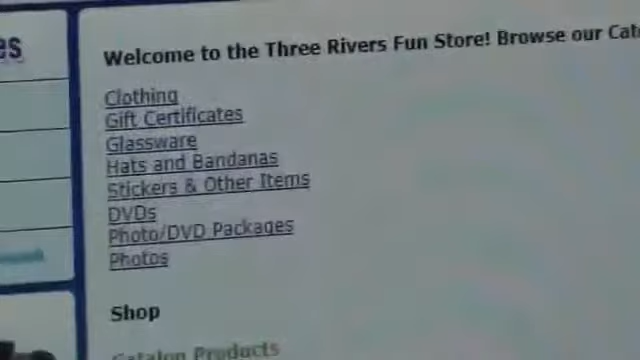 es
Welcome to the Three Rivers Fun Store! Browse our Cat
Clothing
Gift Certificates
Glassware
Hats and Bandanas
Stickers & Other Items
DVDs
Photo/DVD Packages
Photos
Shop
Catalog Products